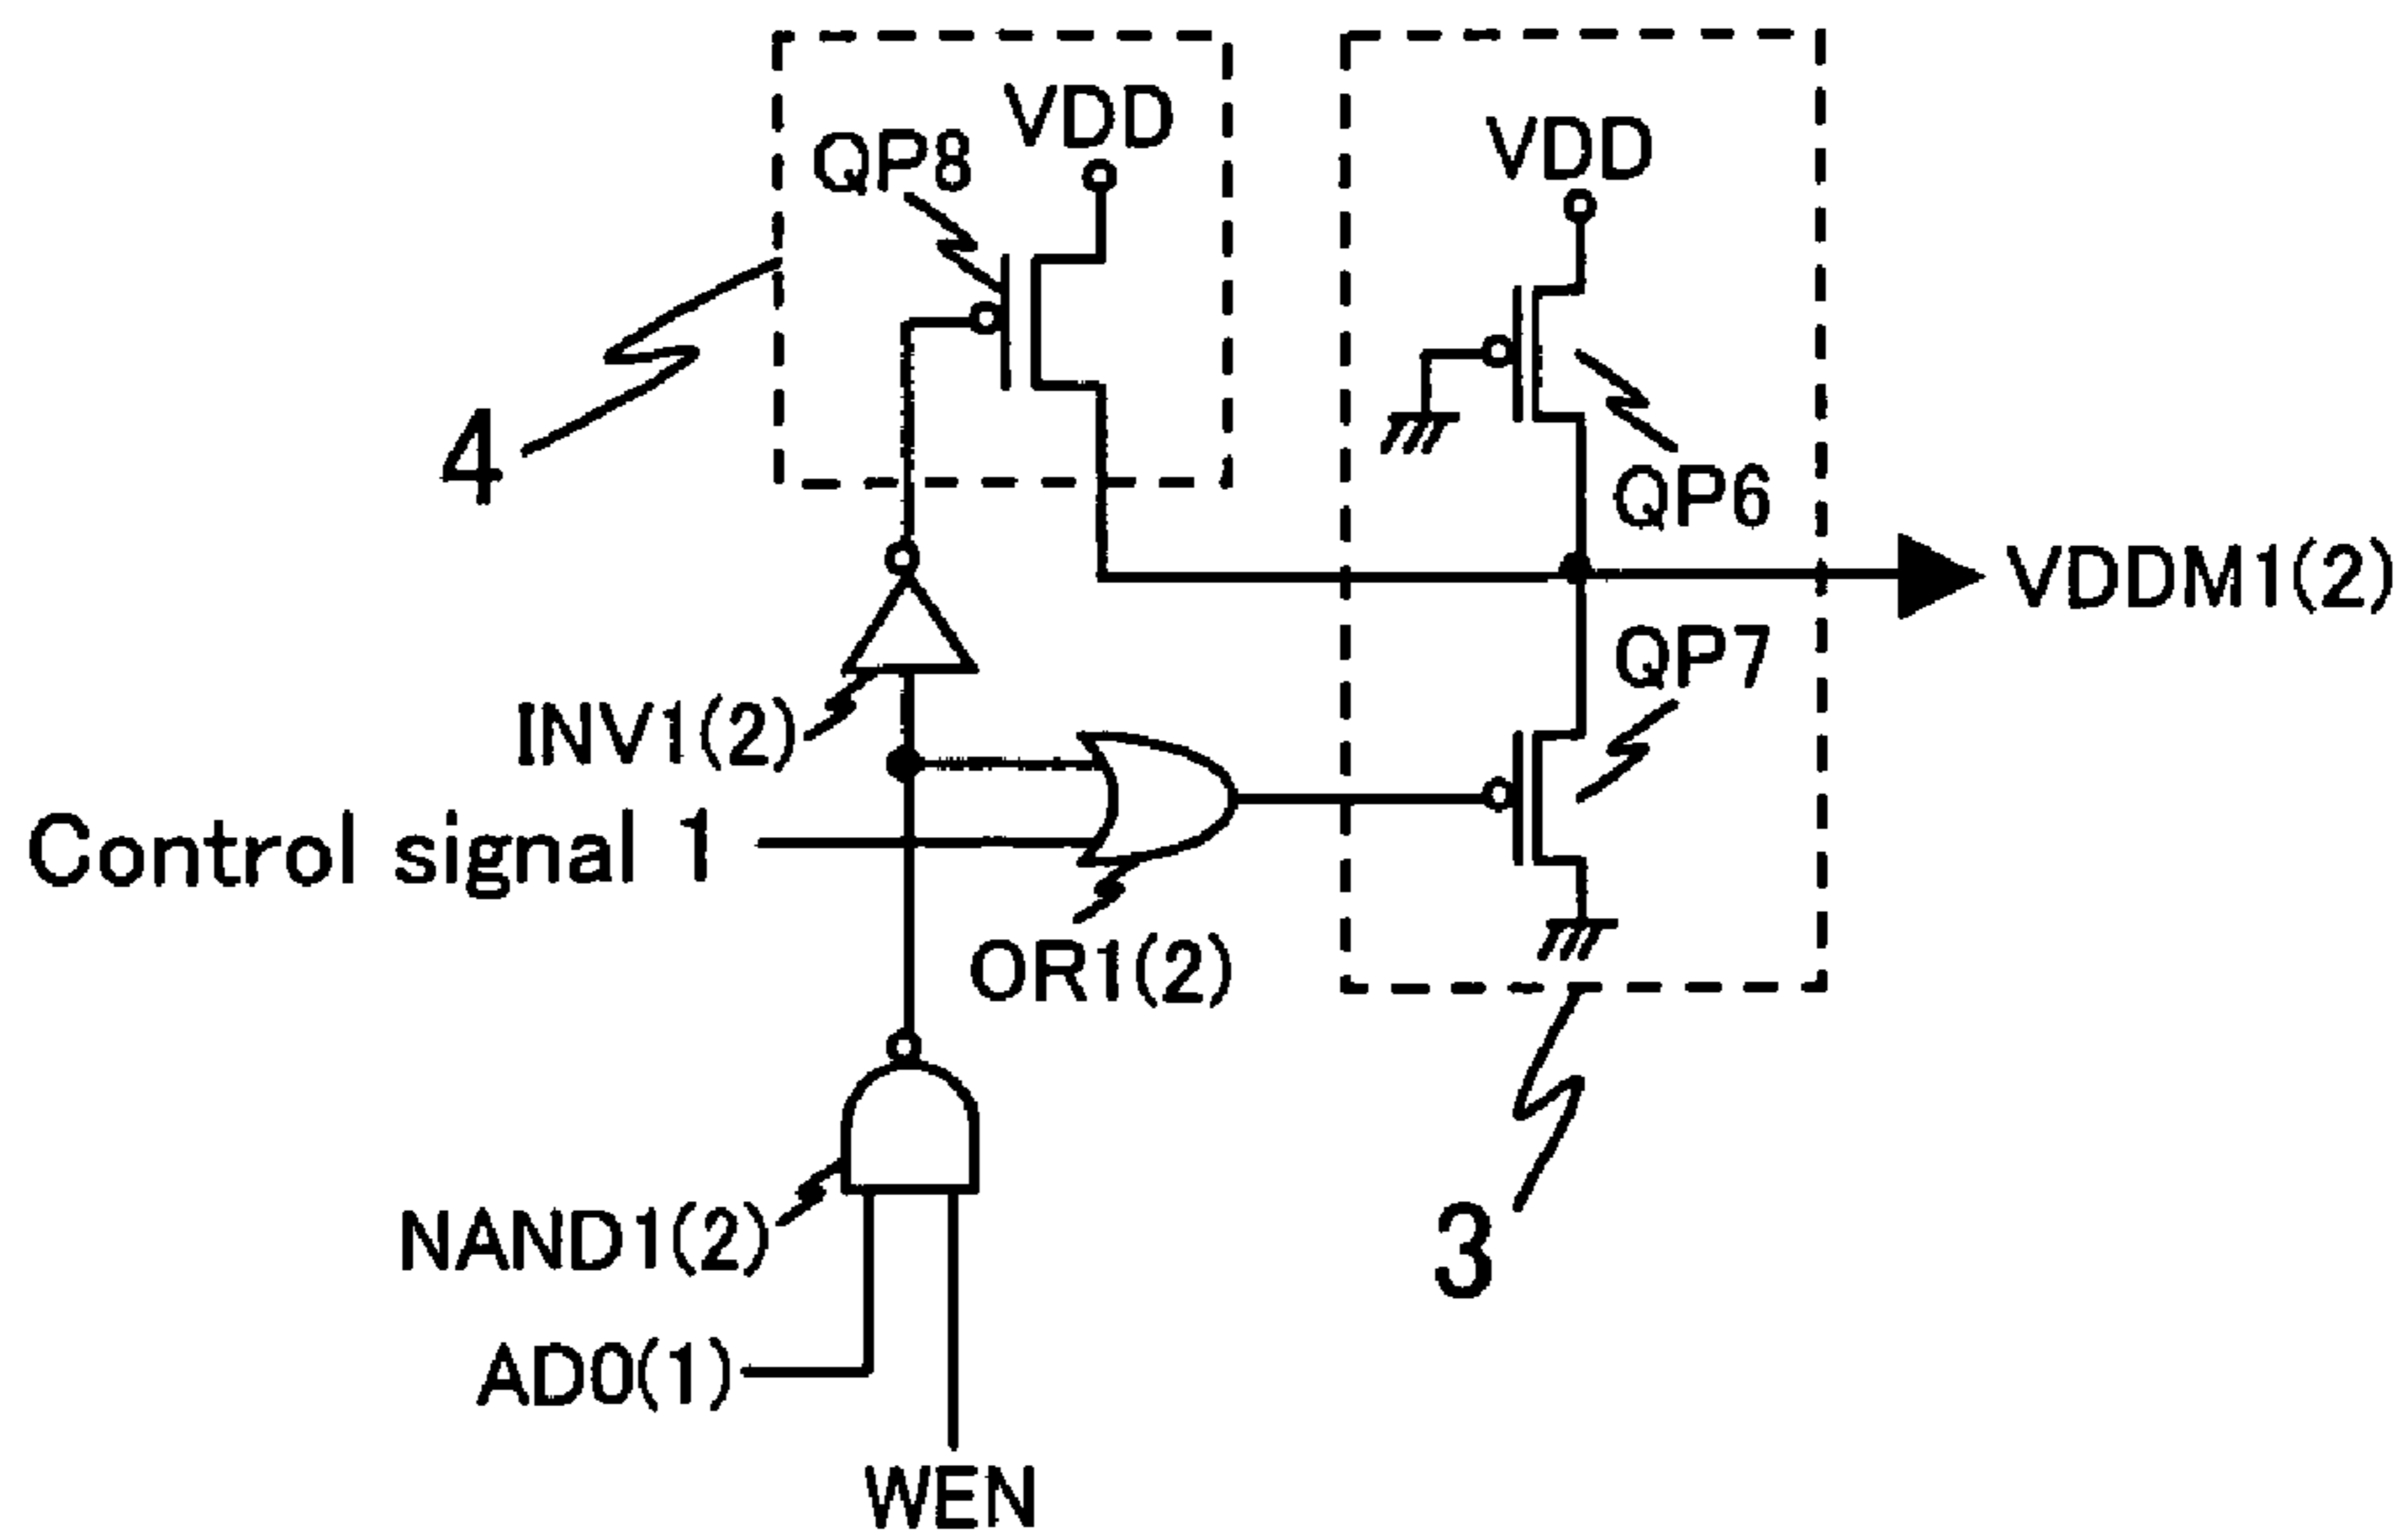 VDD
QP8
VDD
4
QP6
VDDM1(2)
QP7
INV1(2)
Control signal 1
OR1(2)
NAND1(2)
3
AD0(1)
WEN